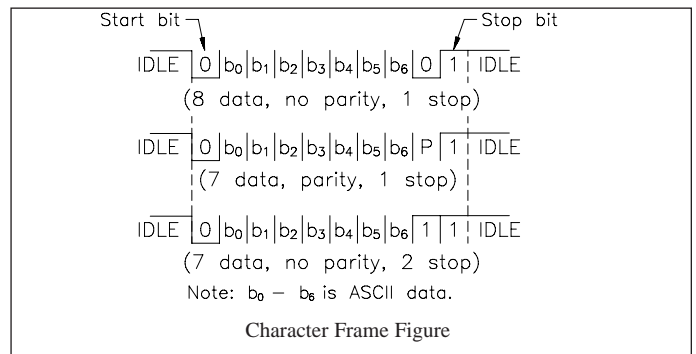 Start bit Stop bit
IDLE 0 b₀ b₁ b₂ b₃ b₄ b₅ b₆ 0 1 IDLE
(8 data, no parity, 1 stop)
IDLE 0 b₀ b₁ b₂ b₃ b₄ b₅ b₆ P 1 IDLE
(7 data, parity, 1 stop)
IDLE 0 b₀ b₁ b₂ b₃ b₄ b₅ b₆ 1 1 IDLE
(7 data, no parity, 2 stop)
Note: b₀ – b₆ is ASCII data.
Character Frame Figure